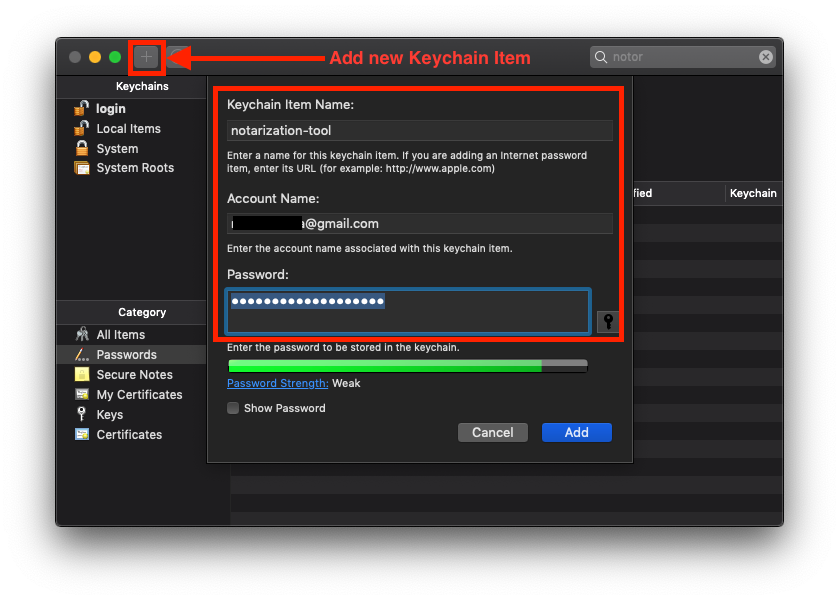 Add new Keychain Item
notor
Keychains
login
Local Items
System
System Roots
Keychain Item Name:
notarization-tool
Enter a name for this keychain item. If you are adding an Internet password
item, enter its URL (for example: http://www.apple.com)
Account Name:
a@gmail.com
Enter the account name associated with this keychain item.
Password:
Enter the password to be stored in the keychain.
Password Strength: Weak
Show Password
Cancel
Add
fied
Keychain
Category
All Items
Passwords
Secure Notes
My Certificates
Keys
Certificates